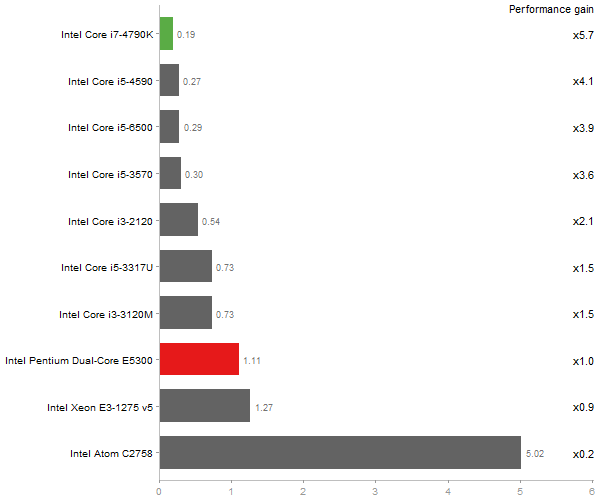 Performance gain
Intel Core i7-4790K 0.19 x5.7
Intel Core i5-4590 0.27 x4.1
Intel Core i5-6500 0.29 x3.9
Intel Core i5-3570 0.30 x3.6
Intel Core i3-2120 0.54 x2.1
Intel Core i5-3317U 0.73 x1.5
Intel Core i3-3120M 0.73 x1.5
Intel Pentium Dual-Core E5300 1.11 x1.0
Intel Xeon E3-1275 v5 1.27 x0.9
Intel Atom C2758 5.02 x0.2
0 1 2 3 4 5 6